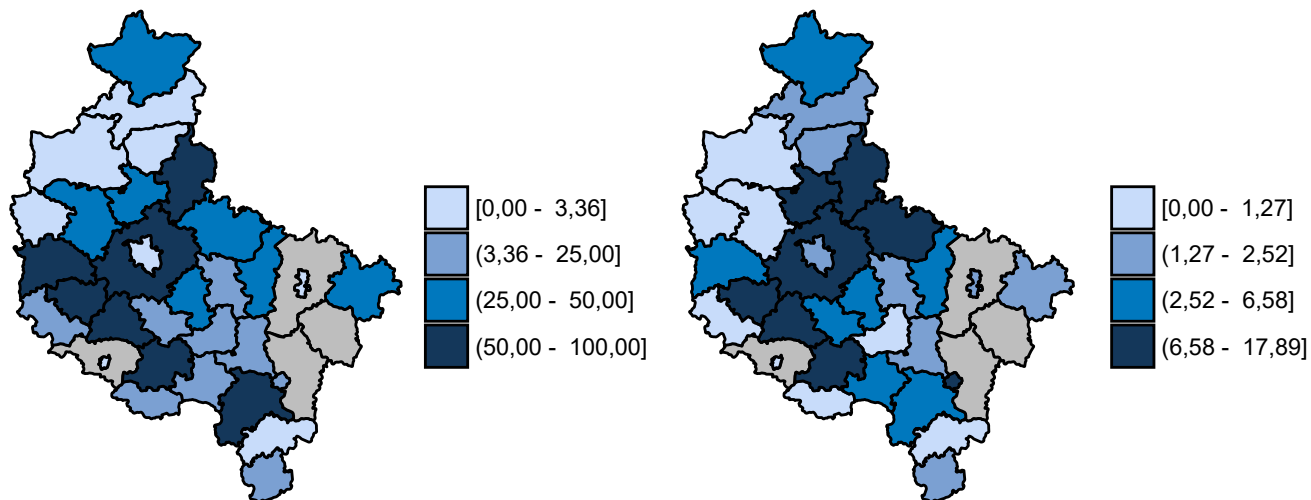 [0,00 - 3,36]
(3,36 - 25,00]
(25,00 - 50,00]
(50,00 - 100,00]
[0,00 - 1,27]
(1,27 - 2,52]
(2,52 - 6,58]
(6,58 - 17,89]